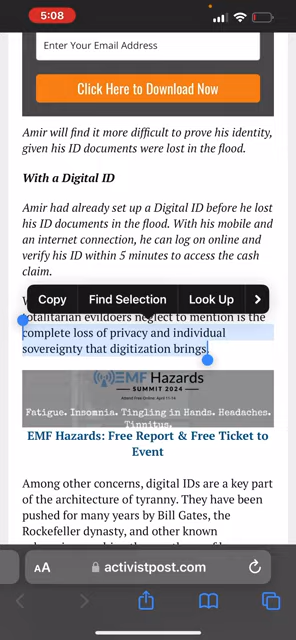 5:08
Enter Your Email Address
Click Here to Download Now
Amir will find it more difficult to prove his identity,
given his ID documents were lost in the flood.
With a Digital ID
Amir had already set up a Digital ID before he lost
his ID documents in the flood. With his mobile and
an internet connection, he can log on online and
verify his ID within 5 minutes to access the cash
claim.
Copy Find Selection Look Up
totalitarian evildoers neglect to mention is the
complete loss of privacy and individual
sovereignty that digitization brings.
EMF Hazards
SUMMIT 2024
Attend Free Online, April 11-14
Fatigue. Insomnia. Tingling in Hands. Headaches.
Tinnitus.
EMF Hazards: Free Report & Free Ticket to
Event
Among other concerns, digital IDs are a key part
of the architecture of tyranny. They have been
pushed for many years by Bill Gates, the
Rockefeller dynasty, and other known
AA activistpost.com